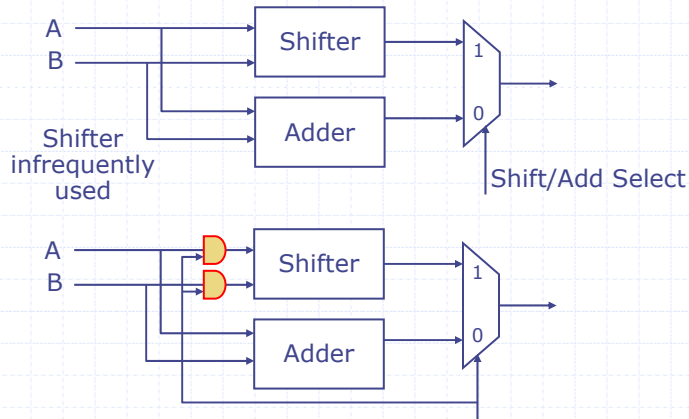 A
B
Shifter
Adder
1
0
Shifter
infrequently
used
Shift/Add Select
A
B
Shifter
Adder
1
0